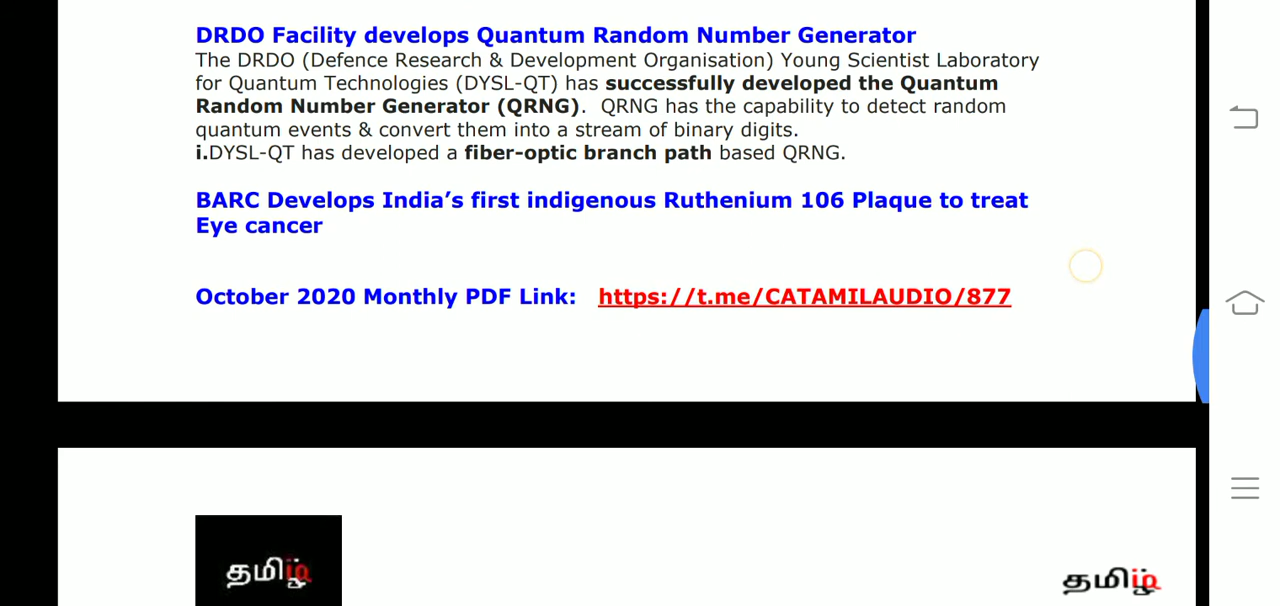 DRDO Facility develops Quantum Random Number Generator
The DRDO (Defence Research & Development Organisation) Young Scientist Laboratory
for Quantum Technologies (DYSL-QT) has successfully developed the Quantum
Random Number Generator (QRNG).  QRNG has the capability to detect random
quantum events & convert them into a stream of binary digits.
i.DYSL-QT has developed a fiber-optic branch path based QRNG.
BARC Develops India’s first indigenous Ruthenium 106 Plaque to treat
Eye cancer
October 2020 Monthly PDF Link:   https://t.me/CATAMILAUDIO/877
தமிழ்
தமிழ்